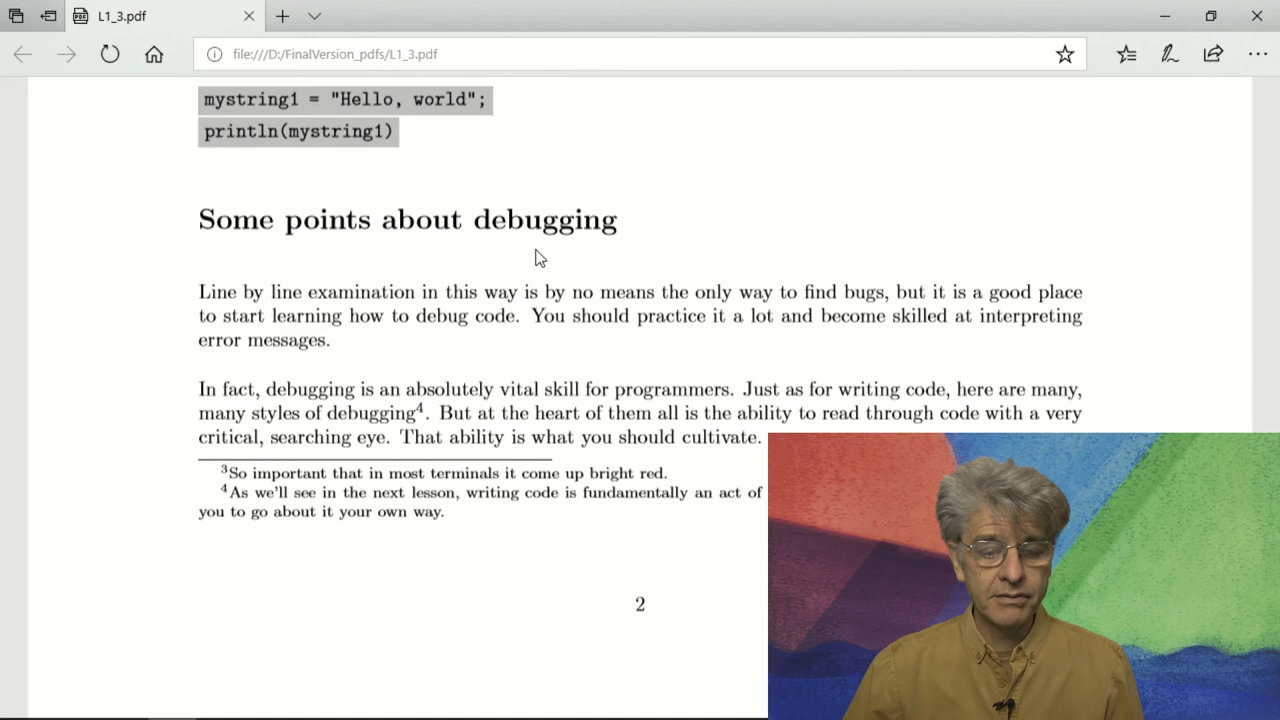 L1_3.pdf
file:///D:/FinalVersion_pdfs/L1_3.pdf
mystring1 = "Hello, world";
println(mystring1)
Some points about debugging
Line by line examination in this way is by no means the only way to find bugs, but it is a good place
to start learning how to debug code. You should practice it a lot and become skilled at interpreting
error messages.
In fact, debugging is an absolutely vital skill for programmers. Just as for writing code, here are many,
many styles of debugging⁴. But at the heart of them all is the ability to read through code with a very
critical, searching eye. That ability is what you should cultivate.
³So important that in most terminals it come up bright red.
⁴As we'll see in the next lesson, writing code is fundamentally an act of
you to go about it your own way.
2